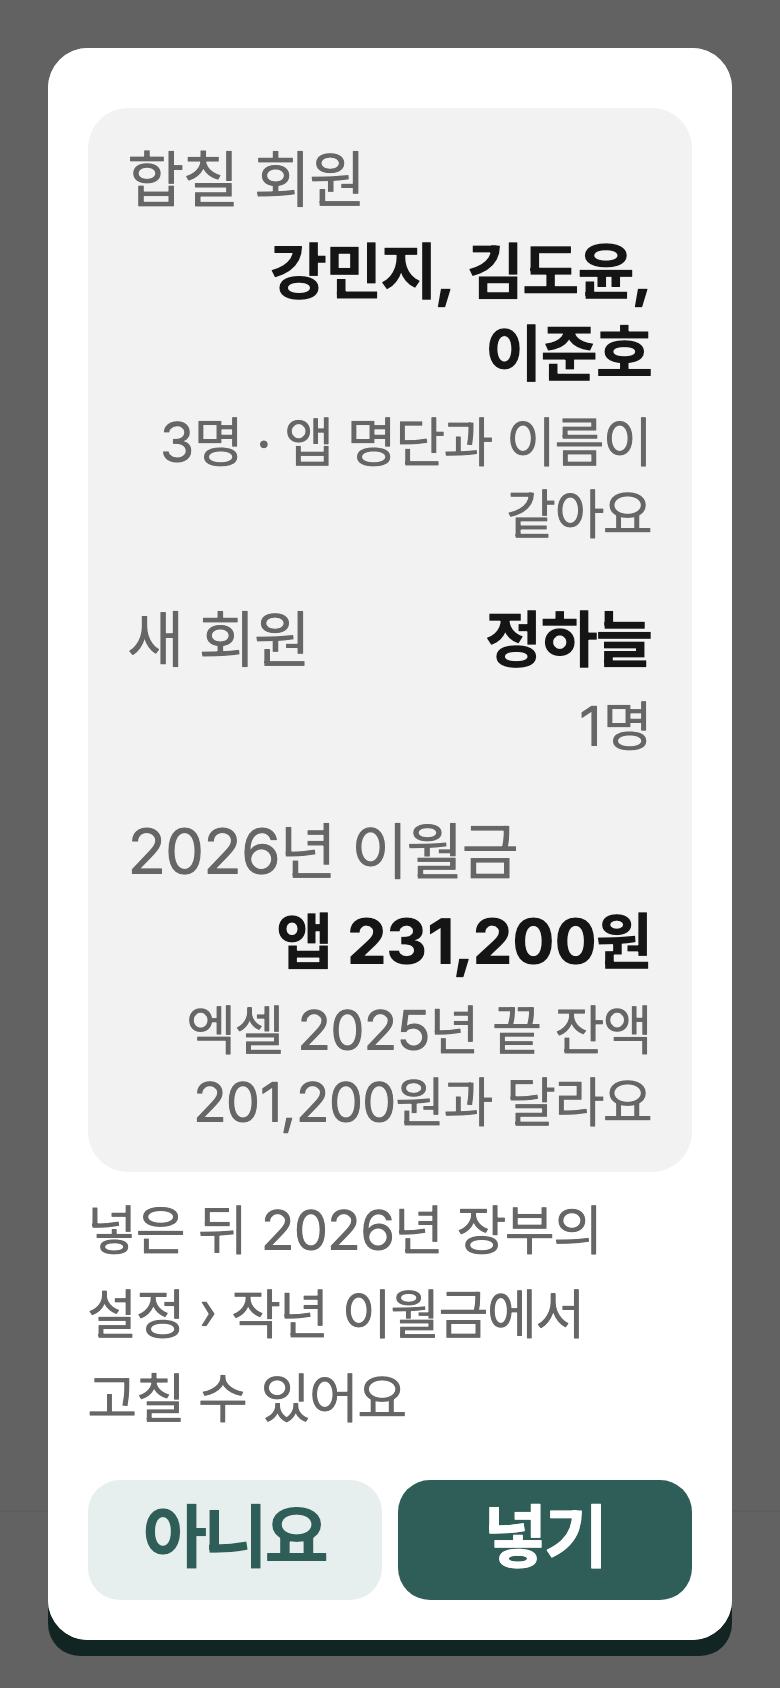 합칠 회원
강민지, 김도윤,
이준호
3명 · 앱 명단과 이름이
같아요
새 회원 정하늘
1명
2026년 이월금
앱 231,200원
엑셀 2025년 끝 잔액
201,200원과 달라요
넣은 뒤 2026년 장부의
설정 › 작년 이월금에서
고칠 수 있어요
아니요 넣기